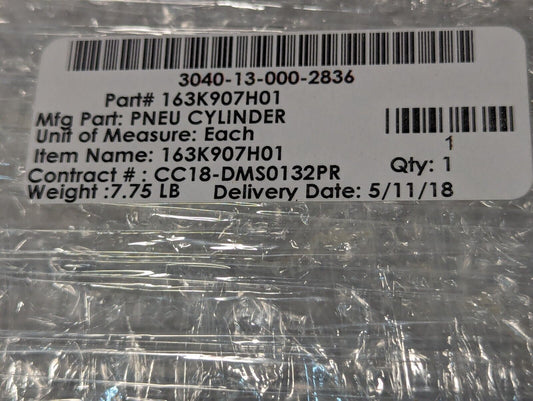 3040-13-000-2836
Part# 163K907H01
Mfg Part: PNEU CYLINDER
Unit of Measure: Each
1
Item Name: 163K907H01
Qty: 1
Contract # : CC18-DMS0132PR
Weight :7.75 LB Delivery Date: 5/11/18